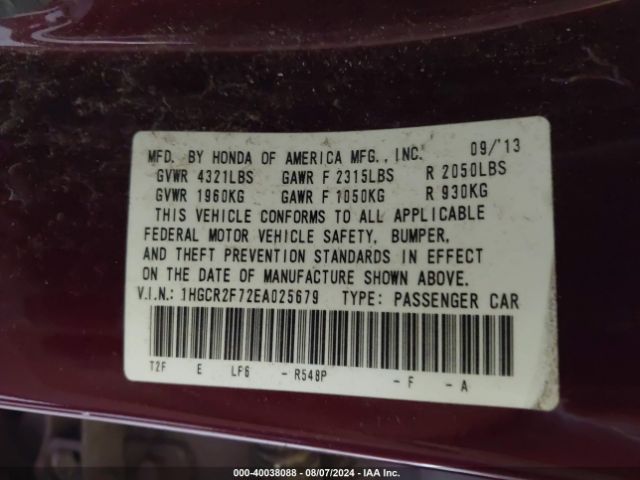 MFD. BY HONDA OF AMERICA MFG., INC. 09/'13
GVWR 4321LBS GAWR F 2315LBS R 2050LBS
GVWR 1960KG GAWR F 1050KG R 930KG
THIS VEHICLE CONFORMS TO ALL APPLICABLE
FEDERAL MOTOR VEHICLE SAFETY, BUMPER,
AND THEFT PREVENTION STANDARDS IN EFFECT
ON THE DATE OF MANUFACTURE SHOWN ABOVE.
V.I.N.: 1HGCR2F72EA025679 TYPE: PASSENGER CAR
T2F E LF6 - R548P - F - A
000-40038088 - 08/07/2024 - IAA Inc.